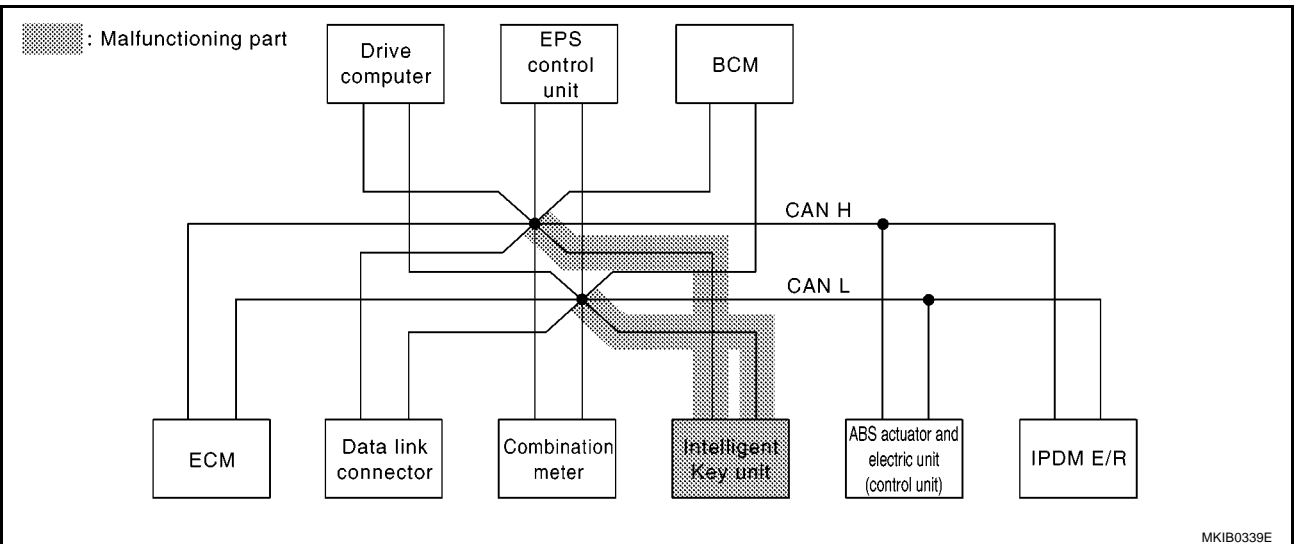 : Malfunctioning part
Drive
computer
EPS
control
unit
BCM
CAN H
CAN L
ECM
Data link
connector
Combination
meter
Intelligent
Key unit
ABS actuator and
electric unit
(control unit)
IPDM E/R
MKIB0339E